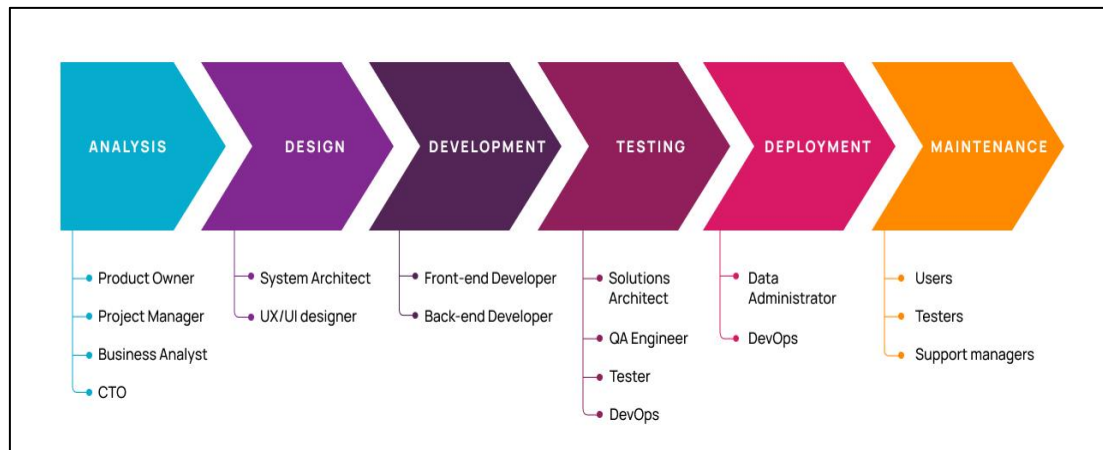 ANALYSIS
DESIGN
DEVELOPMENT
TESTING
DEPLOYMENT
MAINTENANCE
Product Owner
Project Manager
Business Analyst
CTO
System Architect
UX/UI designer
Front-end Developer
Back-end Developer
Solutions
Architect
QA Engineer
Tester
DevOps
Data
Administrator
DevOps
Users
Testers
Support managers